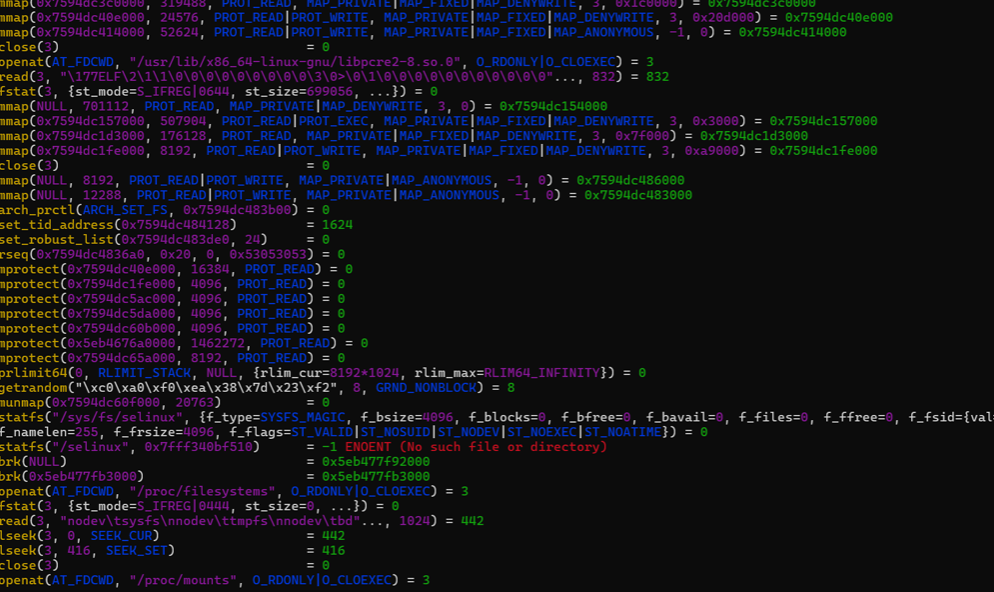 mmap(0x7594dc3c0000, 319488, PROT_READ, MAP_PRIVATE|MAP_FIXED|MAP_DENYWRITE, 3, 0x1c0000) = 0x7594dc3c0000
mmap(0x7594dc40e000, 24576, PROT_READ|PROT_WRITE, MAP_PRIVATE|MAP_FIXED|MAP_DENYWRITE, 3, 0x20d000) = 0x7594dc40e000
mmap(0x7594dc414000, 52624, PROT_READ|PROT_WRITE, MAP_PRIVATE|MAP_FIXED|MAP_ANONYMOUS, -1, 0) = 0x7594dc414000
close(3) = 0
openat(AT_FDCWD, "/usr/lib/x86_64-linux-gnu/libpcre2-8.so.0", O_RDONLY|O_CLOEXEC) = 3
read(3, "\177ELF\2\1\1\0\0\0\0\0\0\0\0\0\3\0>\0\1\0\0\0\0\0\0\0\0\0\0\0"..., 832) = 832
fstat(3, {st_mode=S_IFREG|0644, st_size=699056, ...}) = 0
mmap(NULL, 701112, PROT_READ, MAP_PRIVATE|MAP_DENYWRITE, 3, 0) = 0x7594dc154000
mmap(0x7594dc157000, 507904, PROT_READ|PROT_EXEC, MAP_PRIVATE|MAP_FIXED|MAP_DENYWRITE, 3, 0x3000) = 0x7594dc157000
mmap(0x7594dc1d3000, 176128, PROT_READ, MAP_PRIVATE|MAP_FIXED|MAP_DENYWRITE, 3, 0x7f000) = 0x7594dc1d3000
mmap(0x7594dc1fe000, 8192, PROT_READ|PROT_WRITE, MAP_PRIVATE|MAP_FIXED|MAP_DENYWRITE, 3, 0xa9000) = 0x7594dc1fe000
close(3) = 0
mmap(NULL, 8192, PROT_READ|PROT_WRITE, MAP_PRIVATE|MAP_ANONYMOUS, -1, 0) = 0x7594dc486000
mmap(NULL, 12288, PROT_READ|PROT_WRITE, MAP_PRIVATE|MAP_ANONYMOUS, -1, 0) = 0x7594dc483000
arch_prctl(ARCH_SET_FS, 0x7594dc483b00) = 0
set_tid_address(0x7594dc484128) = 1624
set_robust_list(0x7594dc483de0, 24) = 0
rseq(0x7594dc4836a0, 0x20, 0, 0x53053053) = 0
mprotect(0x7594dc40e000, 16384, PROT_READ) = 0
mprotect(0x7594dc1fe000, 4096, PROT_READ) = 0
mprotect(0x7594dc5ac000, 4096, PROT_READ) = 0
mprotect(0x7594dc5da000, 4096, PROT_READ) = 0
mprotect(0x7594dc60b000, 4096, PROT_READ) = 0
mprotect(0x5eb4676a0000, 1462272, PROT_READ) = 0
mprotect(0x7594dc65a000, 8192, PROT_READ) = 0
prlimit64(0, RLIMIT_STACK, NULL, {rlim_cur=8192*1024, rlim_max=RLIM64_INFINITY}) = 0
getrandom("\xc0\xa0\xf0\xea\x38\x7d\x23\xf2", 8, GRND_NONBLOCK) = 8
munmap(0x7594dc60f000, 20763) = 0
statfs("/sys/fs/selinux", {f_type=SYSFS_MAGIC, f_bsize=4096, f_blocks=0, f_bfree=0, f_bavail=0, f_files=0, f_ffree=0, f_fsid={val=
f_namelen=255, f_frsize=4096, f_flags=ST_VALID|ST_NOSUID|ST_NODEV|ST_NOEXEC|ST_NOATIME}) = 0
statfs("/selinux", 0x7fff340bf510) = -1 ENOENT (No such file or directory)
brk(NULL) = 0x5eb477f92000
brk(0x5eb477fb3000) = 0x5eb477fb3000
openat(AT_FDCWD, "/proc/filesystems", O_RDONLY|O_CLOEXEC) = 3
fstat(3, {st_mode=S_IFREG|0444, st_size=0, ...}) = 0
read(3, "nodev\tsysfs\nnodev\ttmpfs\nnodev\tbd"..., 1024) = 442
lseek(3, 0, SEEK_CUR) = 442
lseek(3, 416, SEEK_SET) = 416
close(3) = 0
openat(AT_FDCWD, "/proc/mounts", O_RDONLY|O_CLOEXEC) = 3